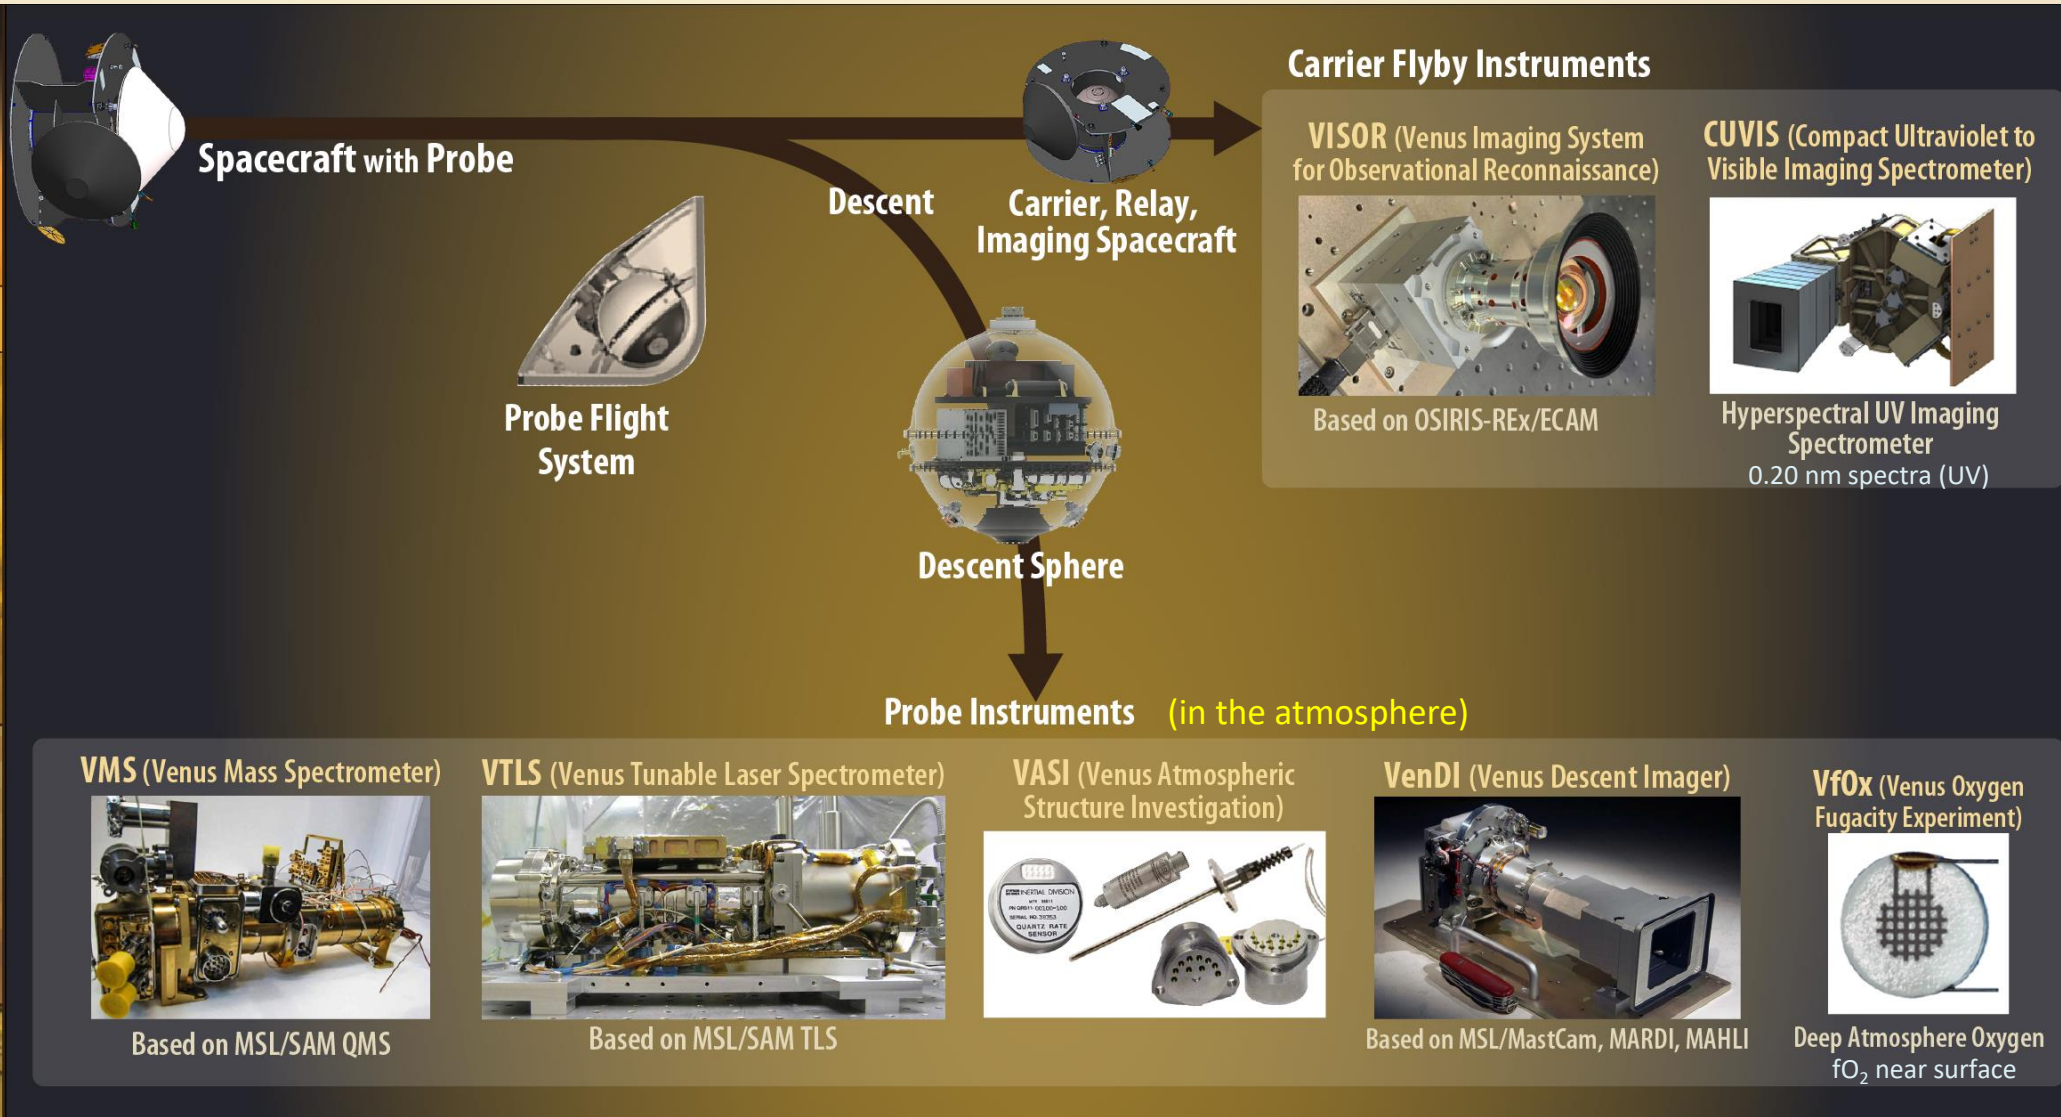 Spacecraft with Probe
Descent
Carrier, Relay,
Imaging Spacecraft
Probe Flight
System
Descent Sphere
Carrier Flyby Instruments
VISOR (Venus Imaging System
for Observational Reconnaissance)
Based on OSIRIS-REx/ECAM
CUVIS (Compact Ultraviolet to
Visible Imaging Spectrometer)
Hyperspectral UV Imaging
Spectrometer
0.20 nm spectra (UV)
Probe Instruments (in the atmosphere)
VMS (Venus Mass Spectrometer)
Based on MSL/SAM QMS
VTLS (Venus Tunable Laser Spectrometer)
Based on MSL/SAM TLS
VASI (Venus Atmospheric
Structure Investigation)
INERTIAL DIVISION
QUARTZ RATE
SENSOR
VenDI (Venus Descent Imager)
Based on MSL/MastCam, MARDI, MAHLI
VfOx (Venus Oxygen
Fugacity Experiment)
Deep Atmosphere Oxygen
fO₂ near surface